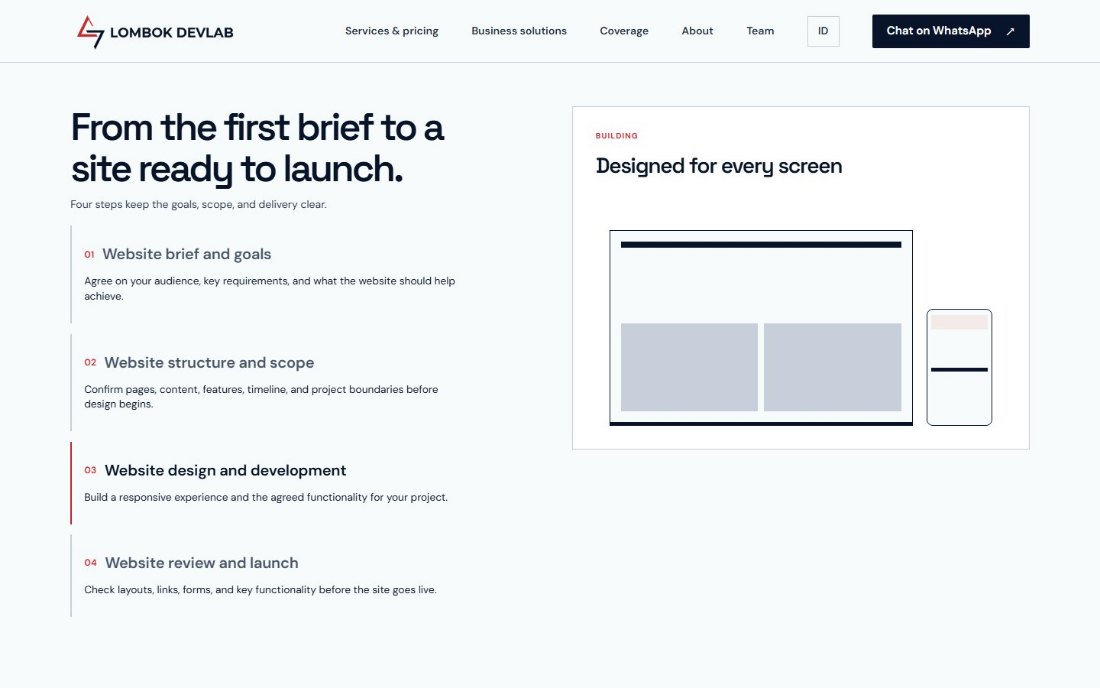 LOMBOK DEVLAB
Services & pricing
Business solutions
Coverage
About
Team
ID
Chat on WhatsApp ↗
From the first brief to a
site ready to launch.
Four steps keep the goals, scope, and delivery clear.
01 Website brief and goals
Agree on your audience, key requirements, and what the website should help
achieve.
02 Website structure and scope
Confirm pages, content, features, timeline, and project boundaries before
design begins.
03 Website design and development
Build a responsive experience and the agreed functionality for your project.
04 Website review and launch
Check layouts, links, forms, and key functionality before the site goes live.
BUILDING
Designed for every screen